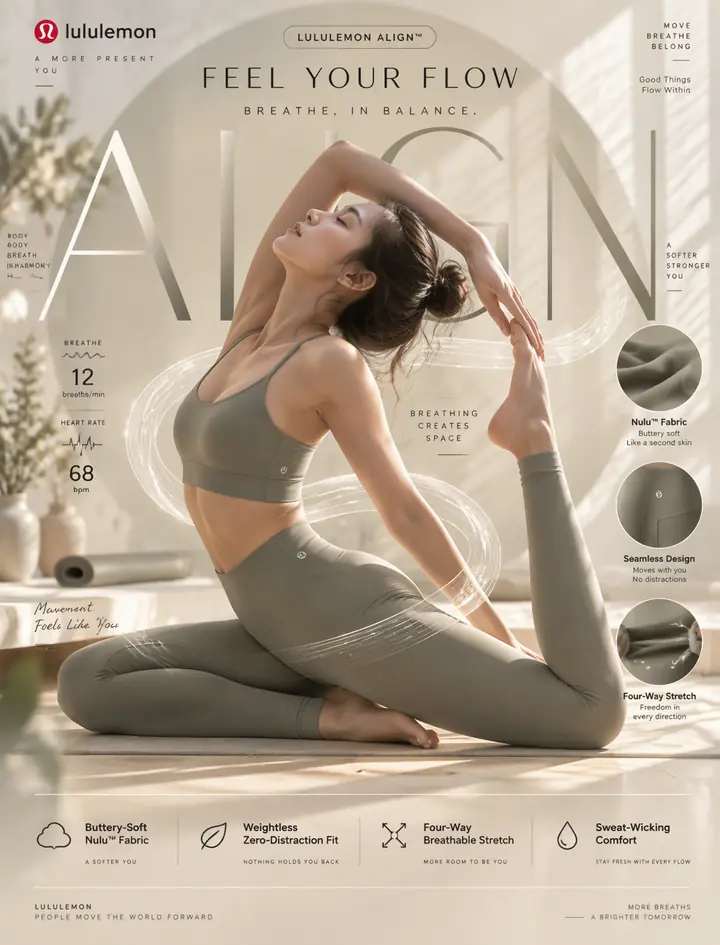 lululemon
A MORE PRESENT
YOU
LULULEMON ALIGN™
FEEL YOUR FLOW
BREATHE, IN BALANCE.
MOVE
BREATHE
BELONG
Good Things
Flow Within
ALIGN
BODY
BODY
BREATH
A
SOFTER
STRONGER
YOU
BREATHE
12
breaths/min
HEART RATE
68
bpm
BREATHING
CREATES
SPACE
Nulu™ Fabric
Buttery soft
Like a second skin
Seamless Design
Moves with you
No distractions
Four-Way Stretch
Freedom in
every direction
Movement
Feels Like You
Buttery-Soft
Nulu™ Fabric
A SOFTER YOU
Weightless
Zero-Distraction Fit
NOTHING HOLDS YOU BACK
Four-Way
Breathable Stretch
MORE ROOM TO BE YOU
Sweat-Wicking
Comfort
STAY FRESH WITH EVERY FLOW
LULULEMON
PEOPLE MOVE THE WORLD FORWARD
MORE BREATHS
A BRIGHTER TOMORROW